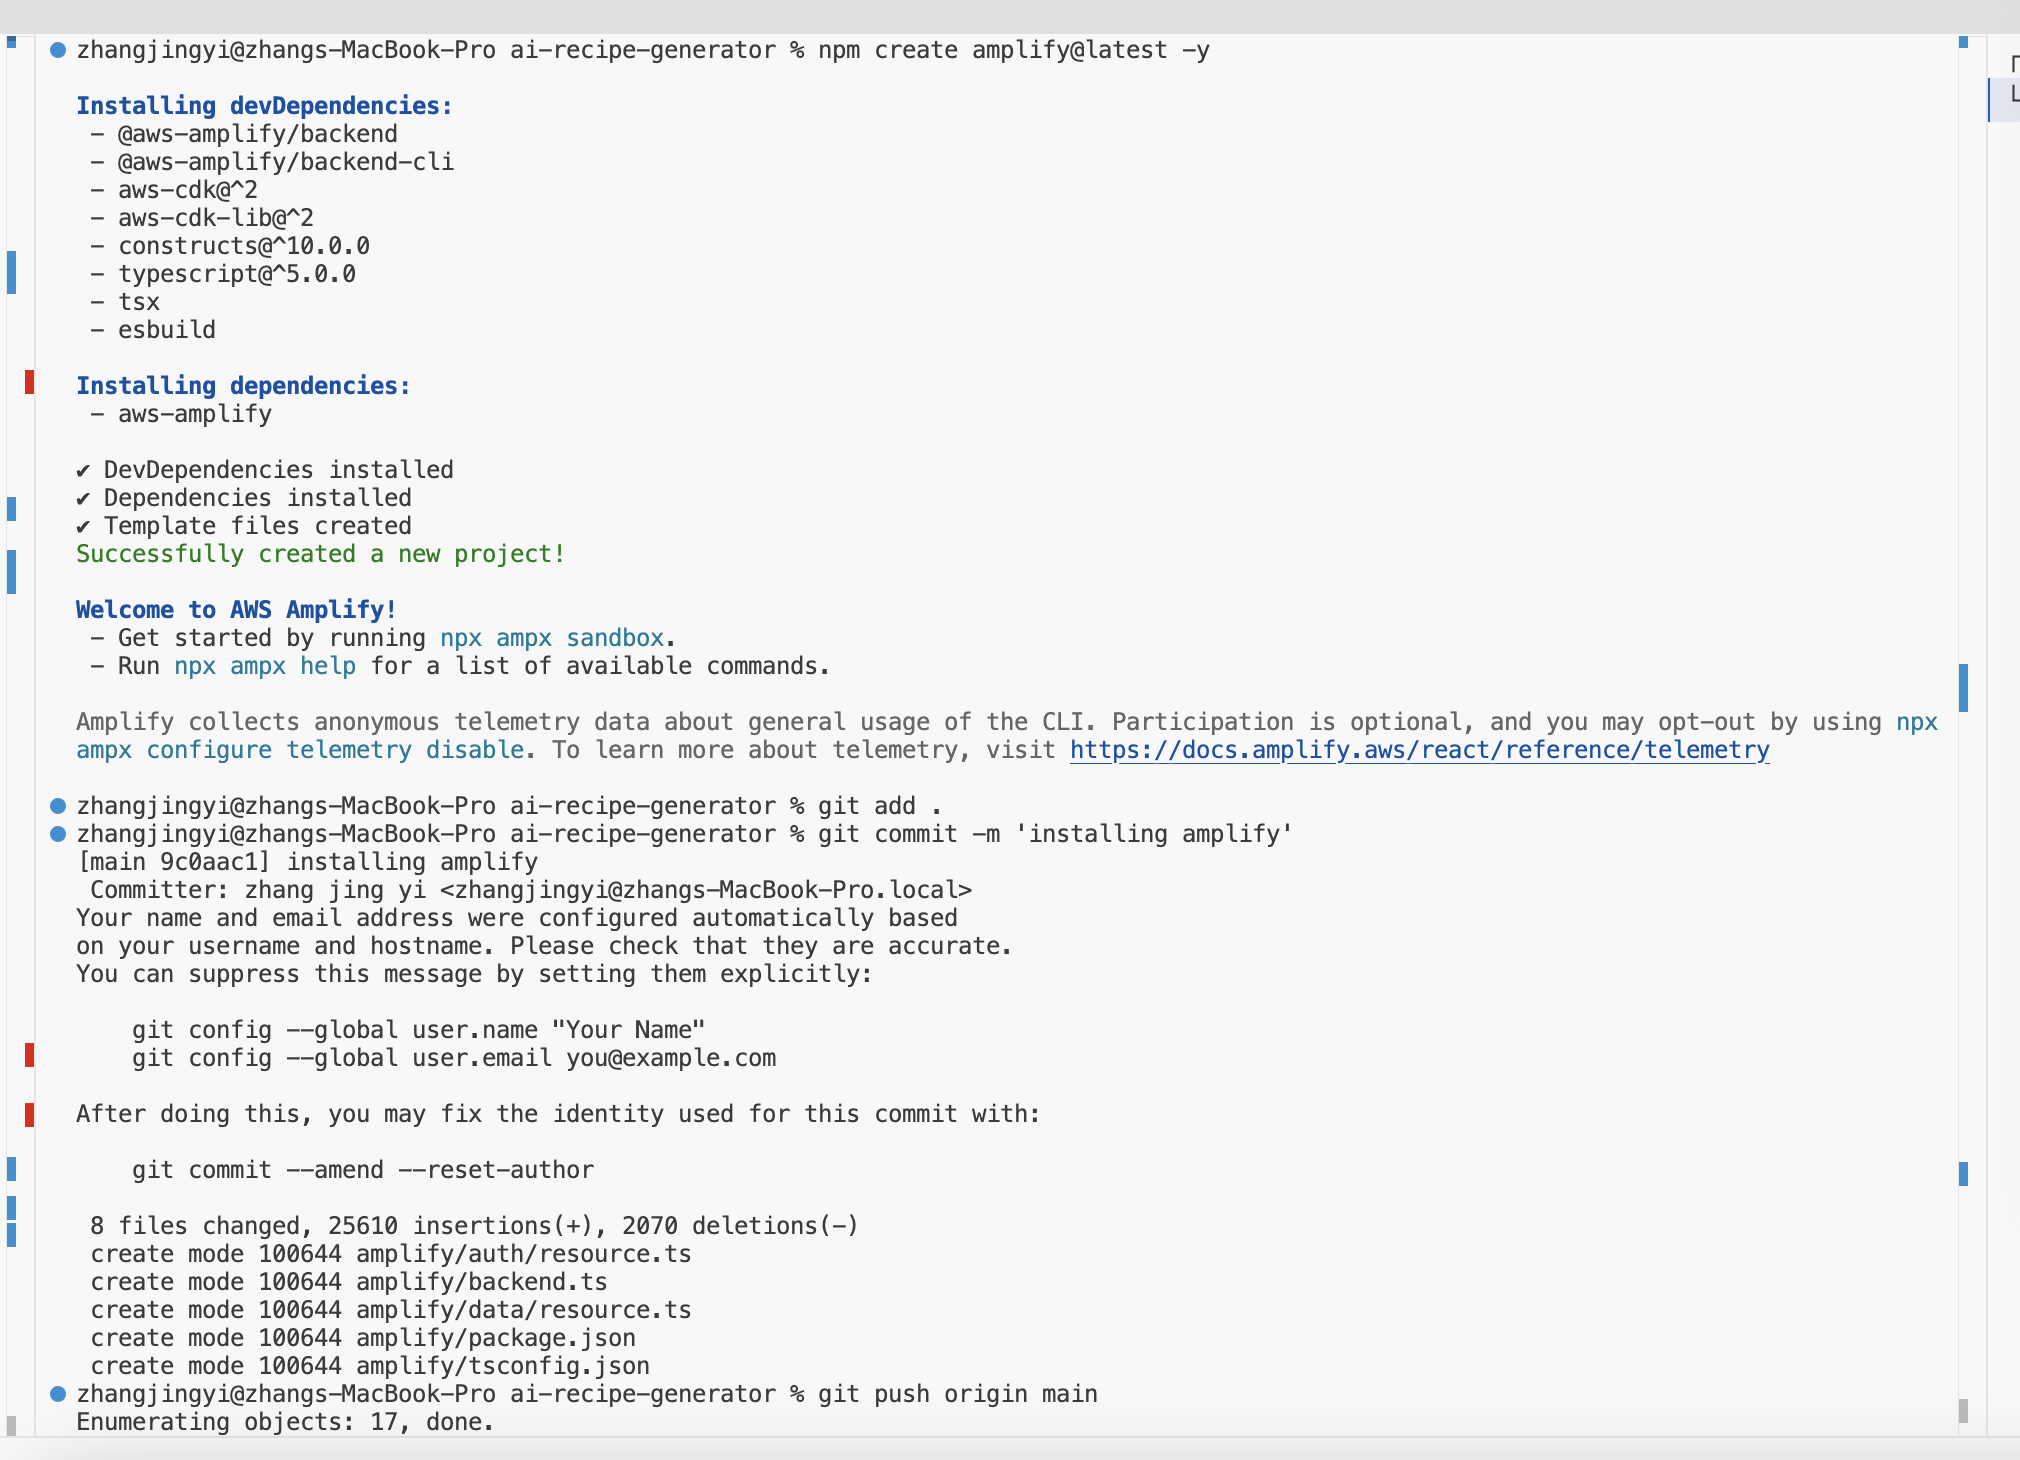 zhangjingyi@zhangs-MacBook-Pro ai-recipe-generator % npm create amplify@latest -y
Installing devDependencies:
- @aws-amplify/backend
- @aws-amplify/backend-cli
- aws-cdk@^2
- aws-cdk-lib@^2
- constructs@^10.0.0
- typescript@^5.0.0
- tsx
- esbuild
Installing dependencies:
- aws-amplify
✔ DevDependencies installed
✔ Dependencies installed
✔ Template files created
Successfully created a new project!
Welcome to AWS Amplify!
- Get started by running npx ampx sandbox.
- Run npx ampx help for a list of available commands.
Amplify collects anonymous telemetry data about general usage of the CLI. Participation is optional, and you may opt-out by using npx
ampx configure telemetry disable. To learn more about telemetry, visit https://docs.amplify.aws/react/reference/telemetry
zhangjingyi@zhangs-MacBook-Pro ai-recipe-generator % git add .
zhangjingyi@zhangs-MacBook-Pro ai-recipe-generator % git commit -m 'installing amplify'
[main 9c0aac1] installing amplify
Committer: zhang jing yi <zhangjingyi@zhangs-MacBook-Pro.local>
Your name and email address were configured automatically based
on your username and hostname. Please check that they are accurate.
You can suppress this message by setting them explicitly:
git config --global user.name "Your Name"
git config --global user.email you@example.com
After doing this, you may fix the identity used for this commit with:
git commit --amend --reset-author
8 files changed, 25610 insertions(+), 2070 deletions(-)
create mode 100644 amplify/auth/resource.ts
create mode 100644 amplify/backend.ts
create mode 100644 amplify/data/resource.ts
create mode 100644 amplify/package.json
create mode 100644 amplify/tsconfig.json
zhangjingyi@zhangs-MacBook-Pro ai-recipe-generator % git push origin main
Enumerating objects: 17, done.